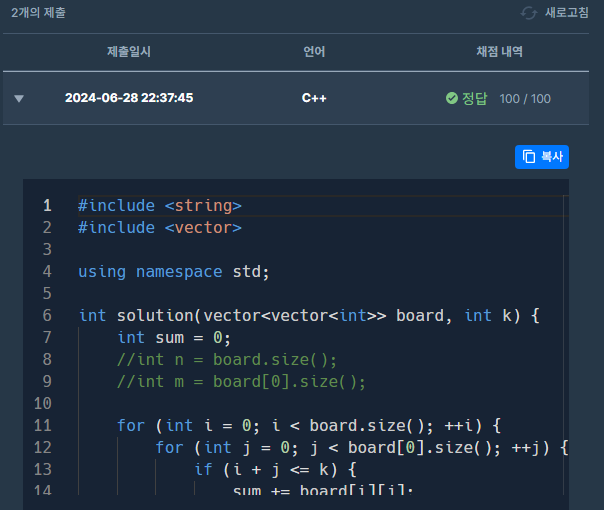 2개의 제출
새로고침
제출일시 언어 채점 내역
2024-06-28 22:37:45 C++ 정답 100 / 100
복사
1 #include <string>
2 #include <vector>
3
4 using namespace std;
5
6 int solution(vector<vector<int>> board, int k) {
7 int sum = 0;
8 //int n = board.size();
9 //int m = board[0].size();
10
11 for (int i = 0; i < board.size(); ++i) {
12 for (int j = 0; j < board[0].size(); ++j) {
13 if (i + j <= k) {
14 sum += board[i][j];